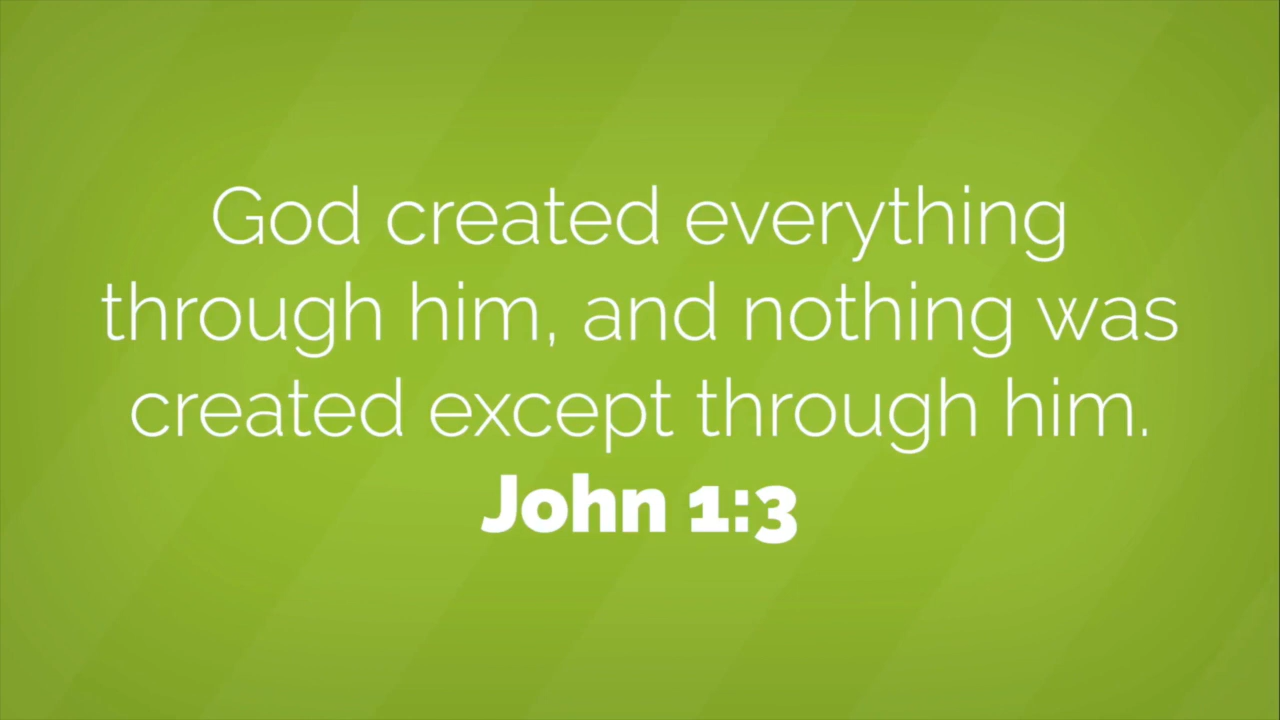 God created everything
through him, and nothing was
created except through him.
John 1:3